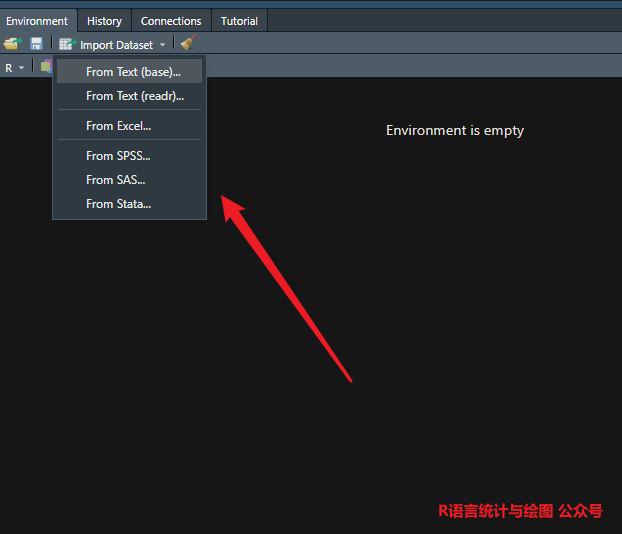 Environment History Connections Tutorial
Import Dataset
R
From Text (base)...
From Text (readr)...
From Excel...
From SPSS...
From SAS...
From Stata...
Environment is empty
R语言统计与绘图 公众号